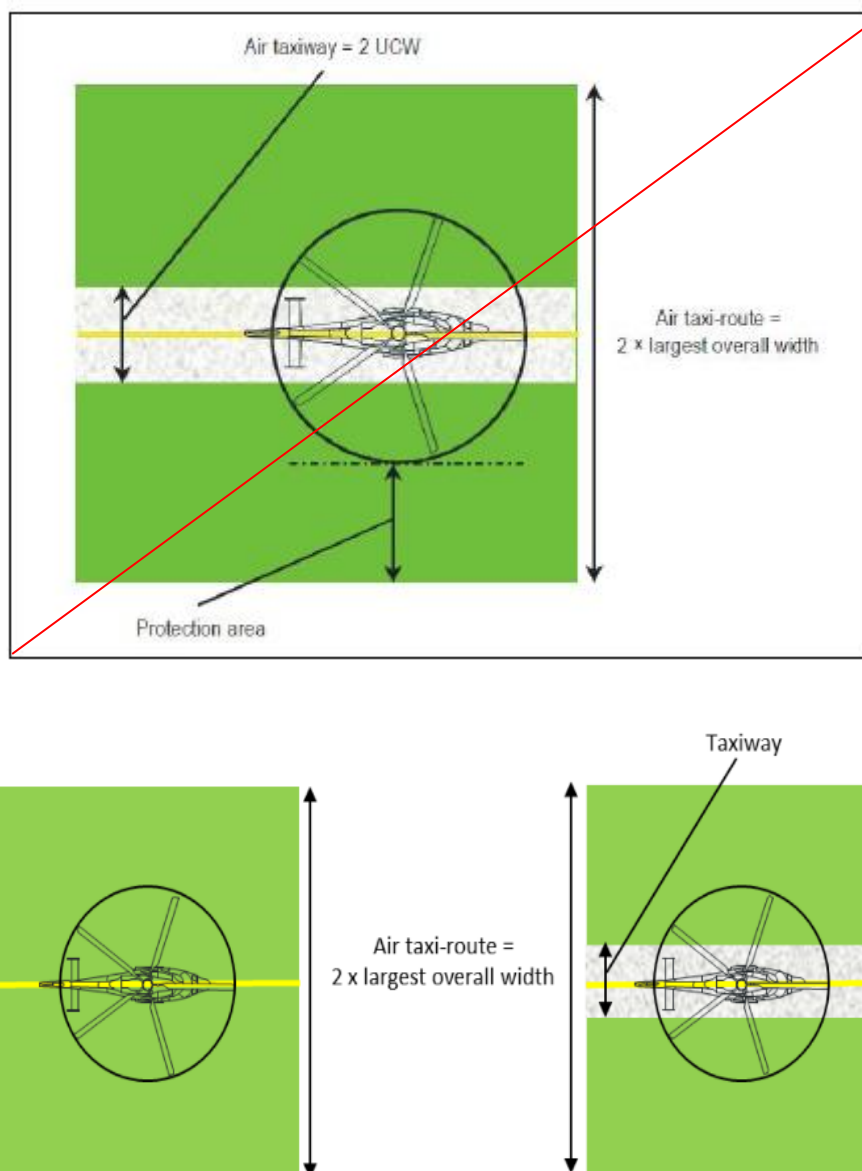 Air taxiway = 2 UCW
Air taxi-route =
2 × largest overall width
Protection area
Taxiway
Air taxi-route =
2 x largest overall width